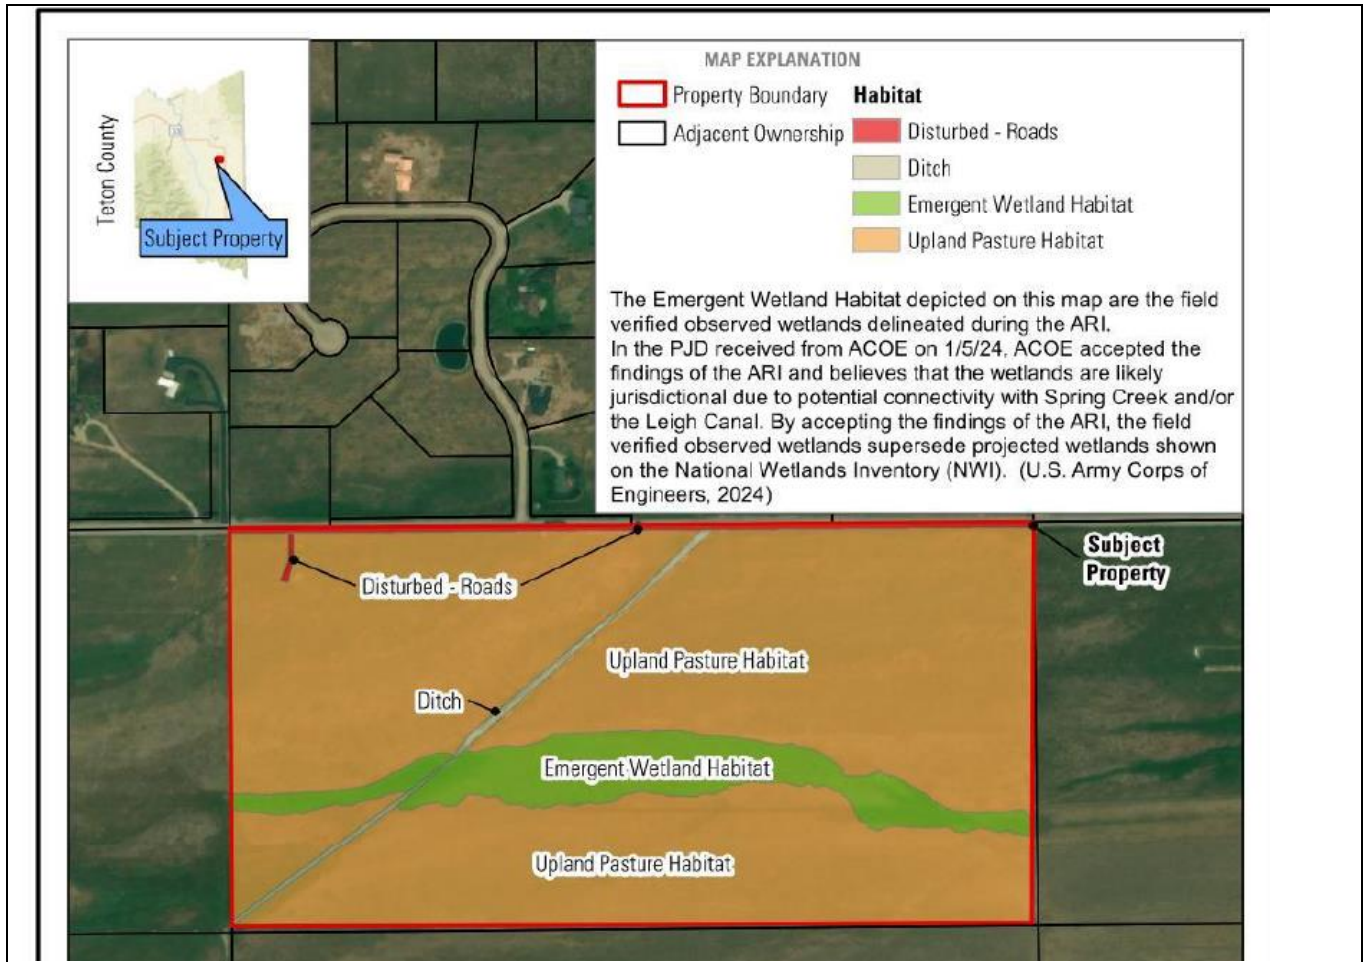 Teton County
Subject Property
MAP EXPLANATION
Property Boundary
Adjacent Ownership
Habitat
Disturbed - Roads
Ditch
Emergent Wetland Habitat
Upland Pasture Habitat
The Emergent Wetland Habitat depicted on this map are the field
verified observed wetlands delineated during the ARI.
In the PJD received from ACOE on 1/5/24, ACOE accepted the
findings of the ARI and believes that the wetlands are likely
jurisdictional due to potential connectivity with Spring Creek and/or
the Leigh Canal. By accepting the findings of the ARI, the field
verified observed wetlands supersede projected wetlands shown
on the National Wetlands Inventory (NWI). (U.S. Army Corps of
Engineers, 2024)
Subject
Property
Disturbed - Roads
Upland Pasture Habitat
Ditch
Emergent Wetland Habitat
Upland Pasture Habitat